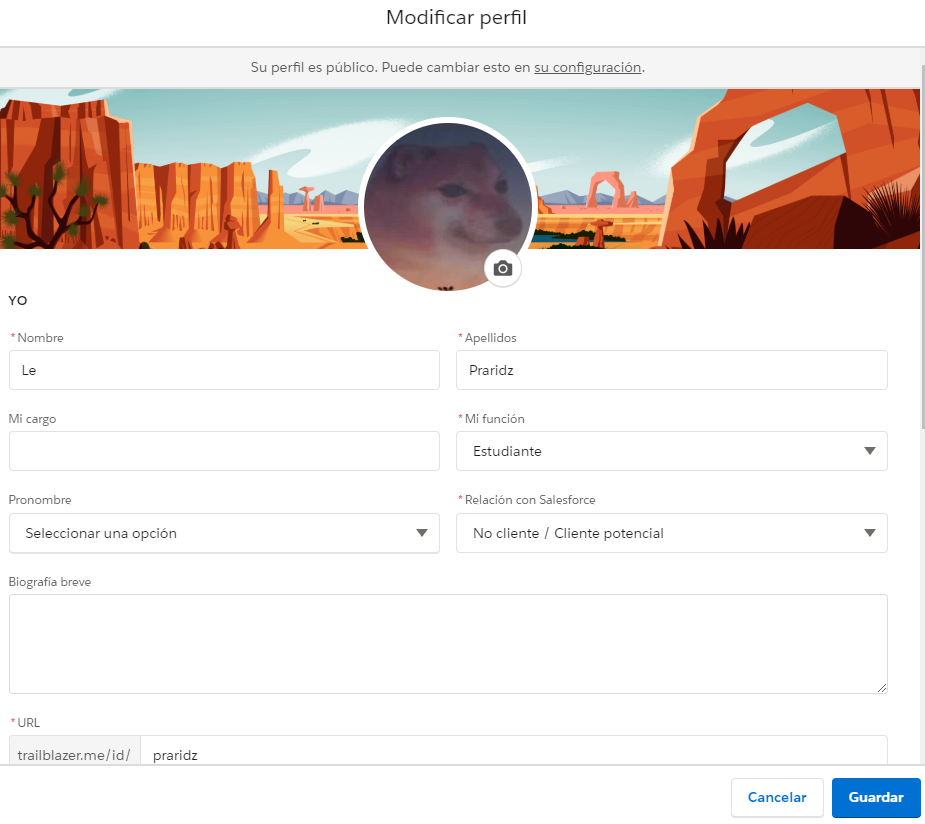 Modificar perfil
Su perfil es público. Puede cambiar esto en su configuración.
YO
* Nombre
* Apellidos
Le
Praridz
Mi cargo
* Mi función
Estudiante
Pronombre
* Relación con Salesforce
Seleccionar una opción
No cliente / Cliente potencial
Biografía breve
* URL
trailblazer.me/id/ praridz
Cancelar
Guardar